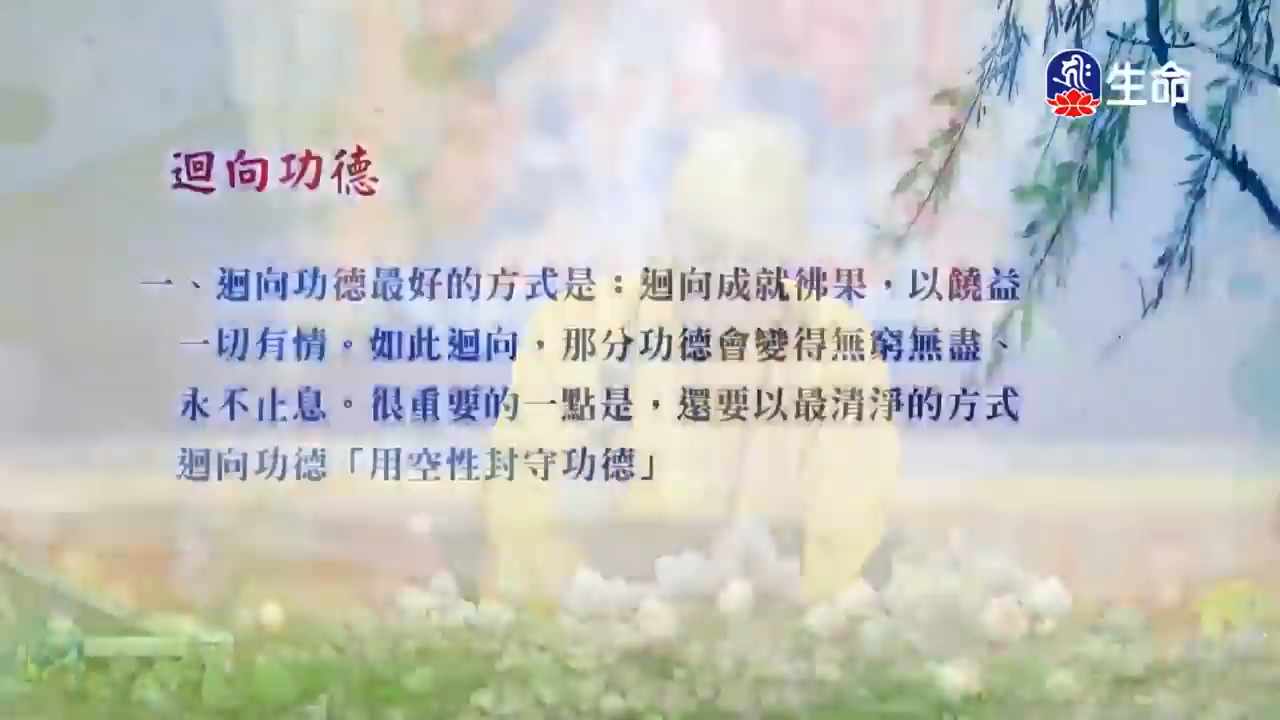 生命
迴向功德
一、迴向功德最好的方式是：迴向成就彿果，以饒益
一切有情。如此迴向，那分功德會變得無窮無盡、
永不止息。很重要的一點是，還要以最清淨的方式
迴向功德「用空性封守功德」